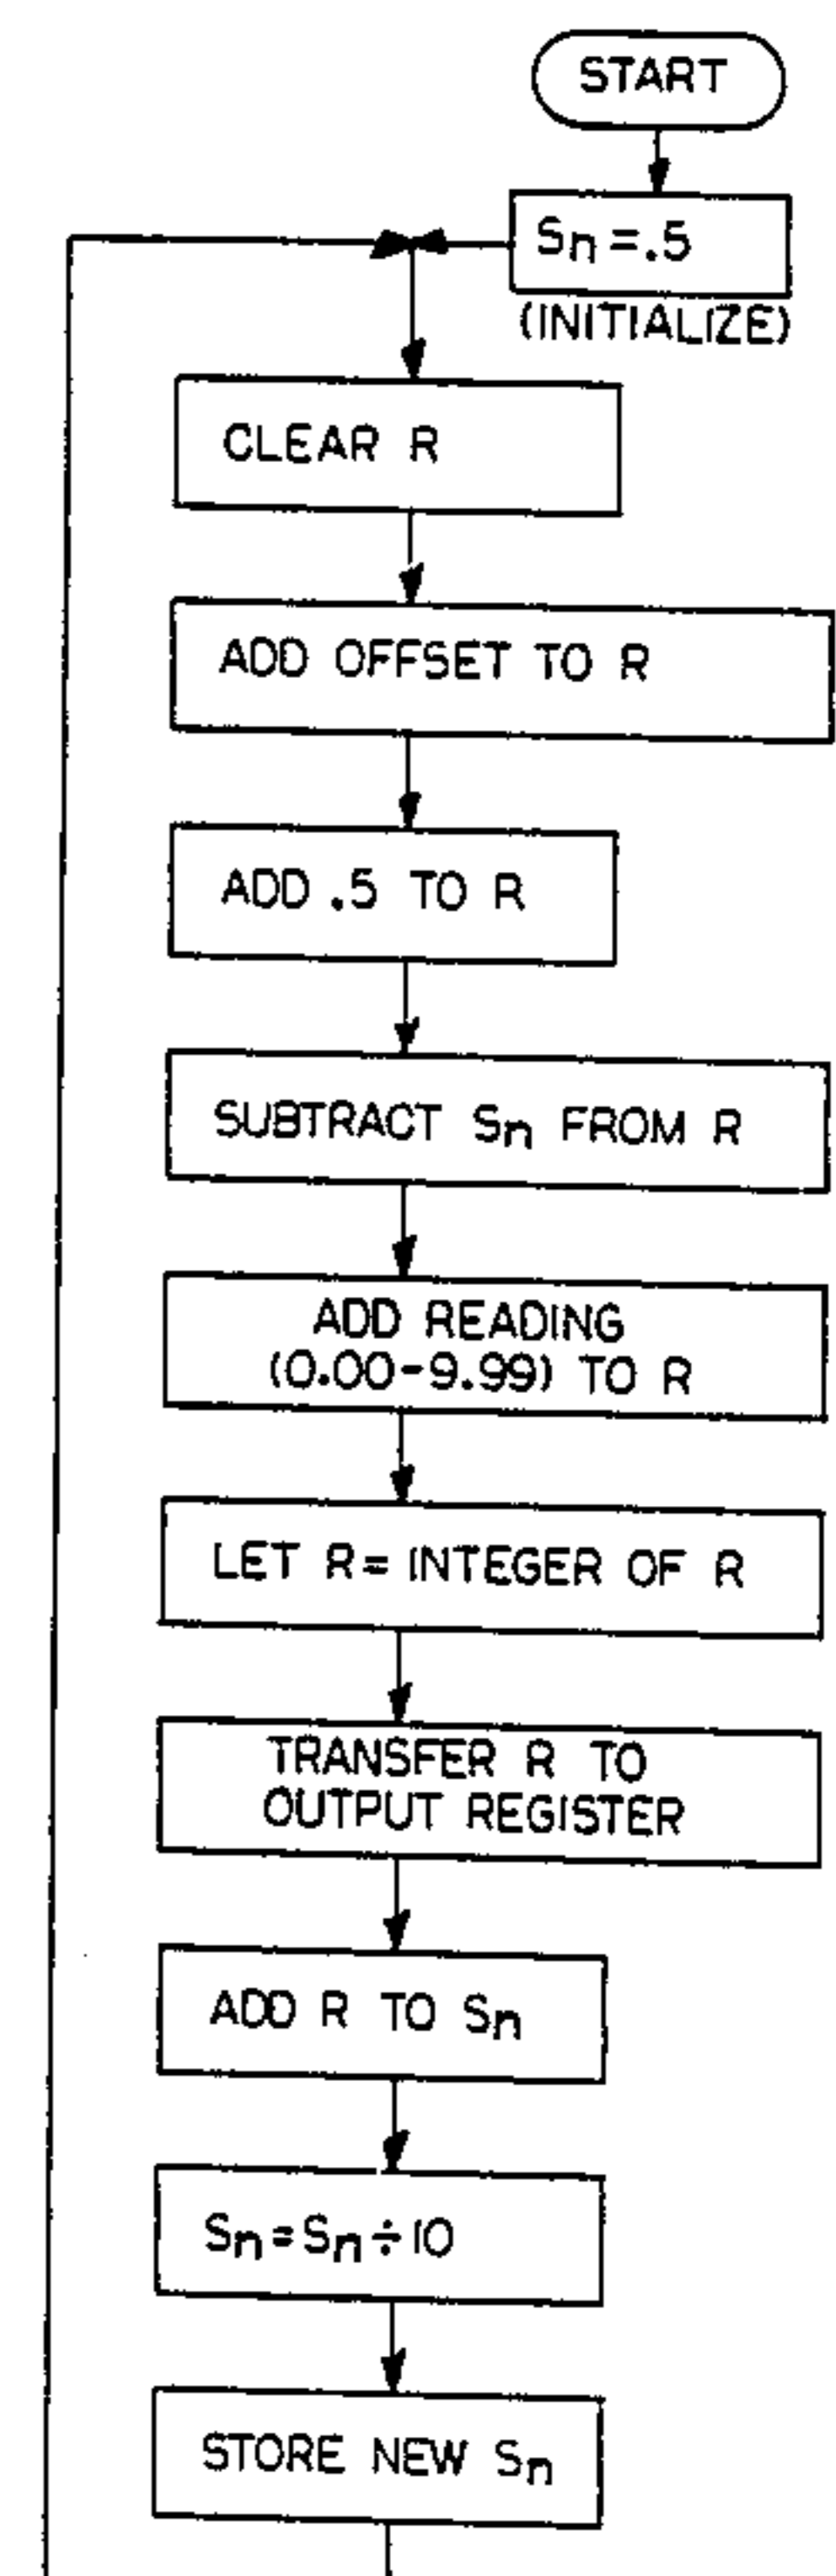 START
Sn = .5
(INITIALIZE)
CLEAR R
ADD OFFSET TO R
ADD .5 TO R
SUBTRACT Sn FROM R
ADD READING
(0.00-9.99) TO R
LET R = INTEGER OF R
TRANSFER R TO
OUTPUT REGISTER
ADD R TO Sn
Sn = Sn ÷ 10
STORE NEW Sn